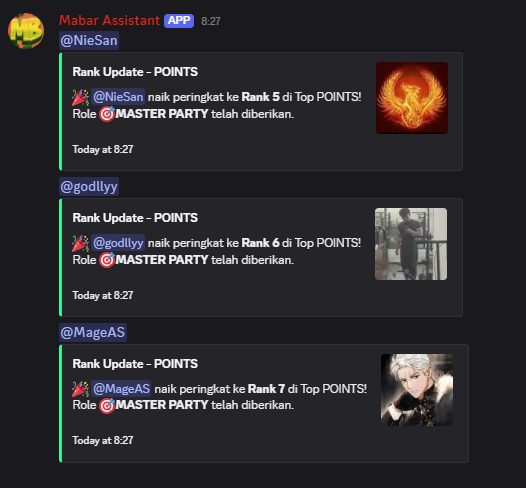 MB
Mabar Assistant APP 8:27
@NieSan
Rank Update - POINTS
🎉 @NieSan naik peringkat ke Rank 5 di Top POINTS!
Role 🎯MASTER PARTY telah diberikan.
Today at 8:27
@godllyy
Rank Update - POINTS
🎉 @godllyy naik peringkat ke Rank 6 di Top POINTS!
Role 🎯MASTER PARTY telah diberikan.
Today at 8:27
@MageAS
Rank Update - POINTS
🎉 @MageAS naik peringkat ke Rank 7 di Top POINTS!
Role 🎯MASTER PARTY telah diberikan.
Today at 8:27